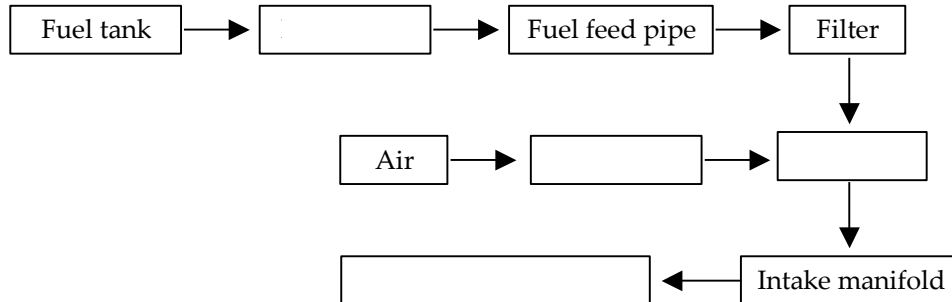 Fuel tank
Fuel feed pipe
Filter
Air
Intake manifold